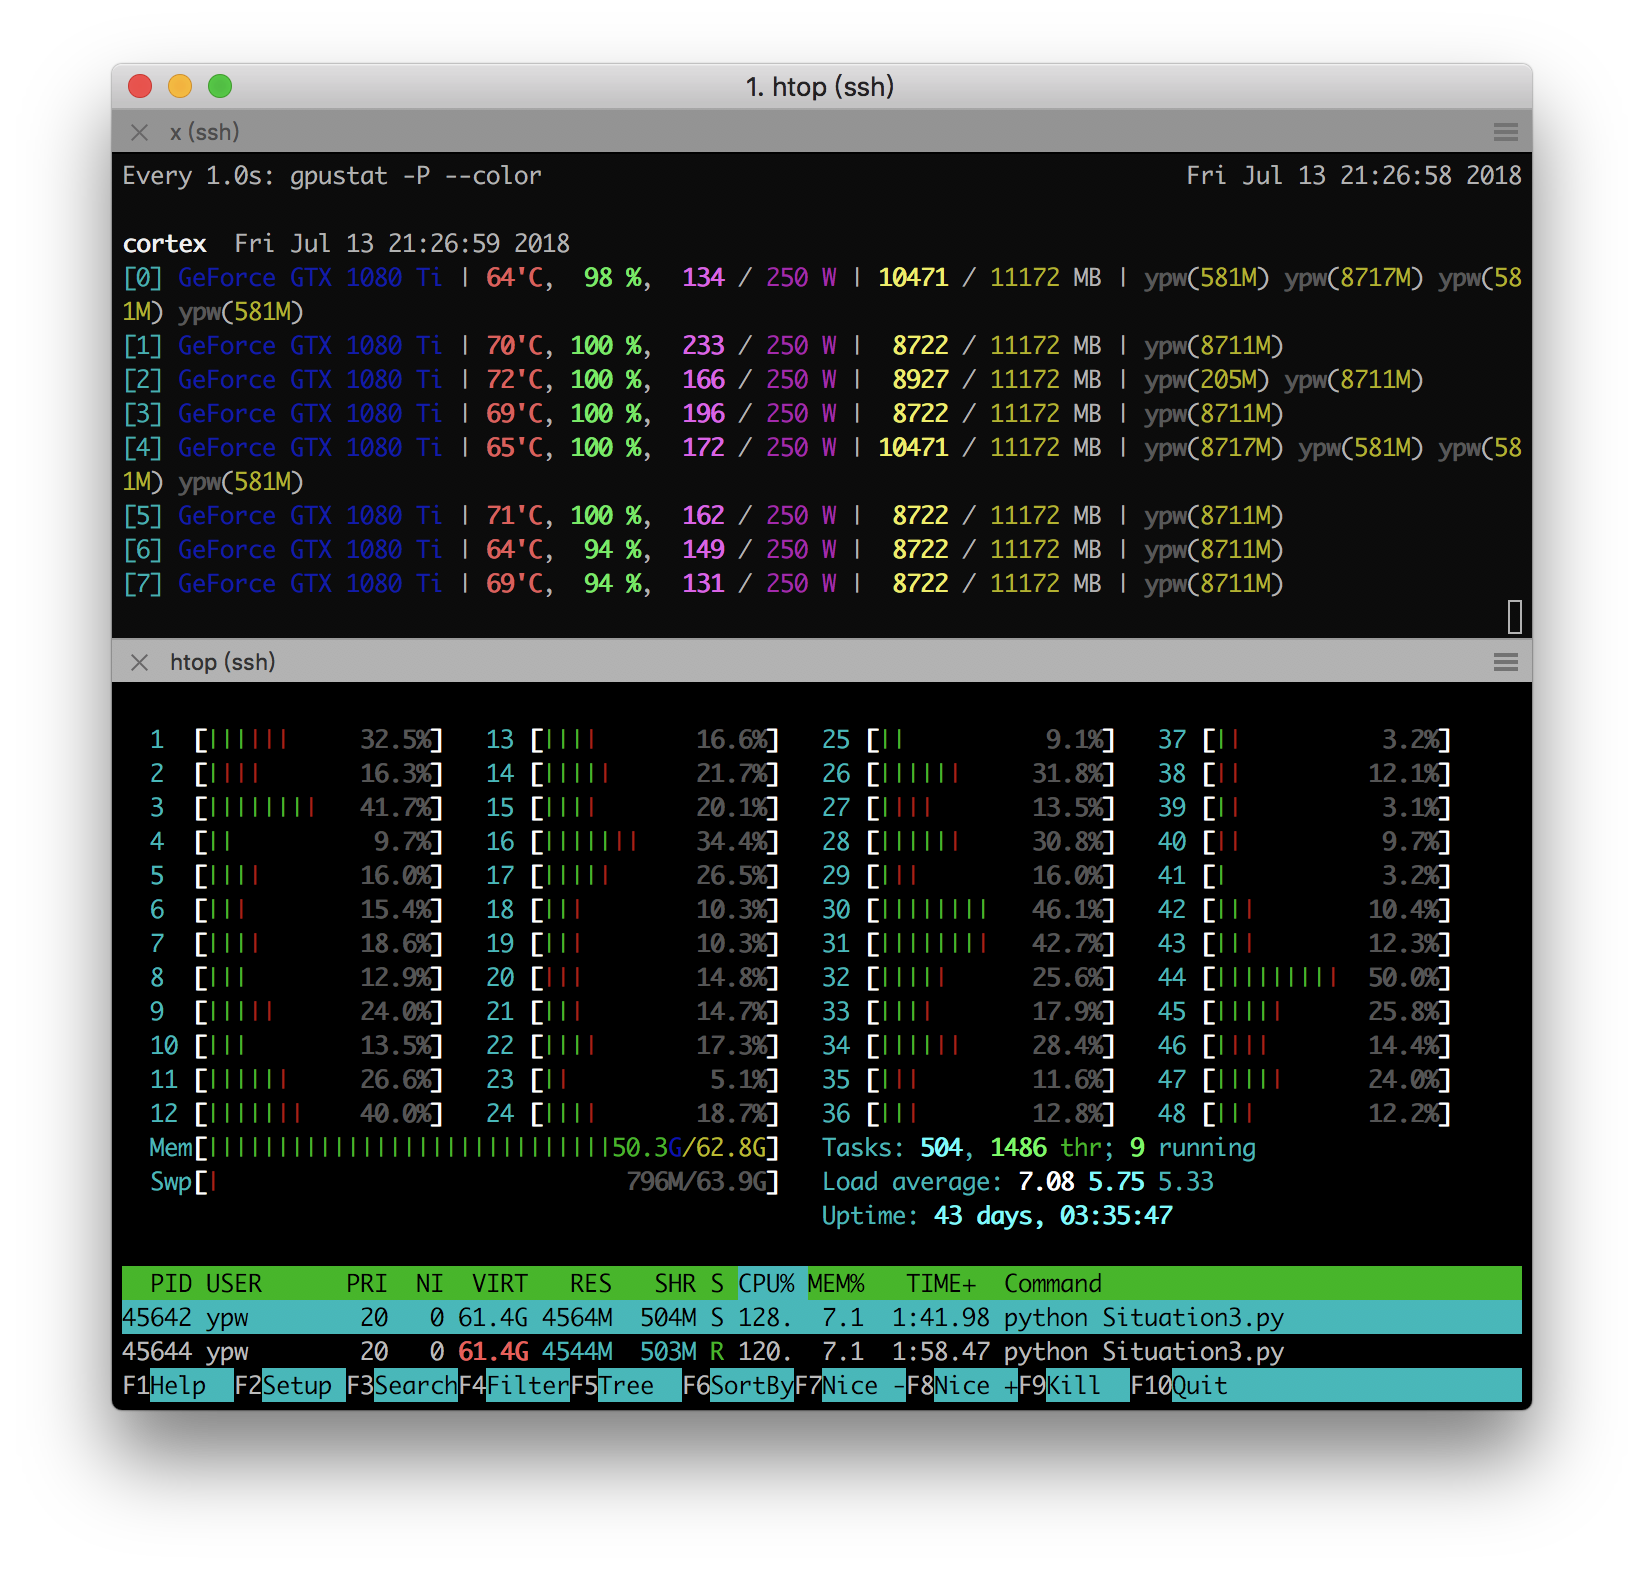 1. htop (ssh)
x (ssh)
Every 1.0s: gpustat -P --color Fri Jul 13 21:26:58 2018
cortex Fri Jul 13 21:26:59 2018
[0] GeForce GTX 1080 Ti | 64'C, 98 %, 134 / 250 W | 10471 / 11172 MB | ypw(581M) ypw(8717M) ypw(58
1M) ypw(581M)
[1] GeForce GTX 1080 Ti | 70'C, 100 %, 233 / 250 W | 8722 / 11172 MB | ypw(8711M)
[2] GeForce GTX 1080 Ti | 72'C, 100 %, 166 / 250 W | 8927 / 11172 MB | ypw(205M) ypw(8711M)
[3] GeForce GTX 1080 Ti | 69'C, 100 %, 196 / 250 W | 8722 / 11172 MB | ypw(8711M)
[4] GeForce GTX 1080 Ti | 65'C, 100 %, 172 / 250 W | 10471 / 11172 MB | ypw(8717M) ypw(581M) ypw(58
1M) ypw(581M)
[5] GeForce GTX 1080 Ti | 71'C, 100 %, 162 / 250 W | 8722 / 11172 MB | ypw(8711M)
[6] GeForce GTX 1080 Ti | 64'C, 94 %, 149 / 250 W | 8722 / 11172 MB | ypw(8711M)
[7] GeForce GTX 1080 Ti | 69'C, 94 %, 131 / 250 W | 8722 / 11172 MB | ypw(8711M)
htop (ssh)
1 [|||||| 32.5%] 13 [|||| 16.6%] 25 [|| 9.1%] 37 [|| 3.2%]
2 [|||| 16.3%] 14 [||||| 21.7%] 26 [|||||| 31.8%] 38 [|| 12.1%]
3 [|||||||| 41.7%] 15 [|||| 20.1%] 27 [|||| 13.5%] 39 [|| 3.1%]
4 [|| 9.7%] 16 [||||||| 34.4%] 28 [|||||| 30.8%] 40 [|| 9.7%]
5 [|||| 16.0%] 17 [||||| 26.5%] 29 [||| 16.0%] 41 [| 3.2%]
6 [||| 15.4%] 18 [||| 10.3%] 30 [|||||||| 46.1%] 42 [||| 10.4%]
7 [|||| 18.6%] 19 [||| 10.3%] 31 [|||||||| 42.7%] 43 [||| 12.3%]
8 [||| 12.9%] 20 [||| 14.8%] 32 [||||| 25.6%] 44 [||||||||| 50.0%]
9 [||||| 24.0%] 21 [||| 14.7%] 33 [|||| 17.9%] 45 [||||| 25.8%]
10 [||| 13.5%] 22 [|||| 17.3%] 34 [|||||| 28.4%] 46 [|||| 14.4%]
11 [|||||| 26.6%] 23 [|| 5.1%] 35 [||| 11.6%] 47 [||||| 24.0%]
12 [||||||| 40.0%] 24 [|||| 18.7%] 36 [||| 12.8%] 48 [||| 12.2%]
Mem[|||||||||||||||||||||||||||||50.3G/62.8G] Tasks: 504, 1486 thr; 9 running
Swp[| 796M/63.9G] Load average: 7.08 5.75 5.33
Uptime: 43 days, 03:35:47
PID USER PRI NI VIRT RES SHR S CPU% MEM% TIME+ Command
45642 ypw 20 0 61.4G 4564M 504M S 128. 7.1 1:41.98 python Situation3.py
45644 ypw 20 0 61.4G 4544M 503M R 120. 7.1 1:58.47 python Situation3.py
F1Help F2Setup F3SearchF4FilterF5Tree F6SortByF7Nice -F8Nice +F9Kill F10Quit